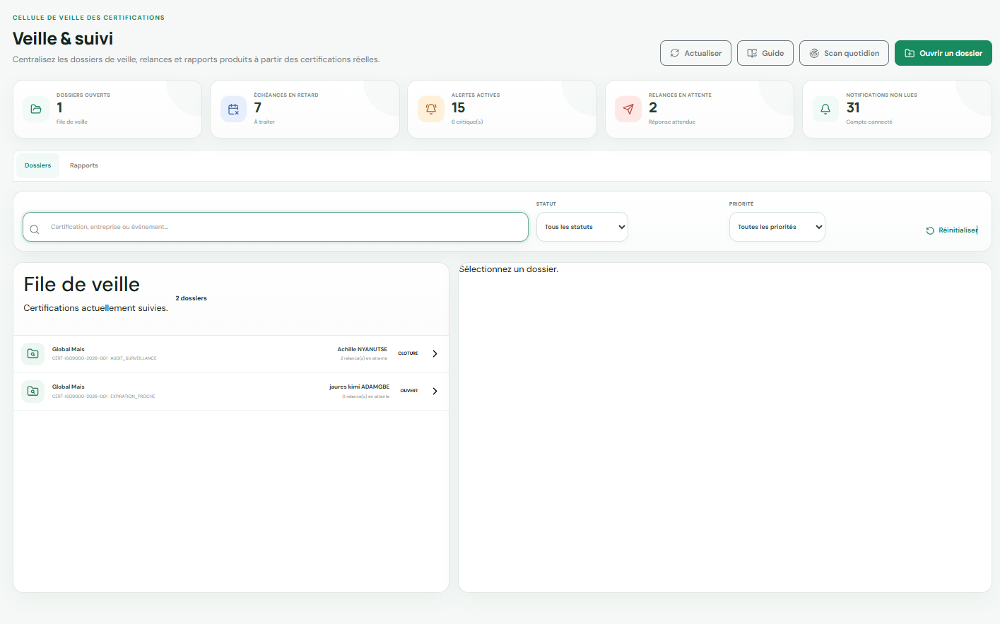 CELLULE DE VEILLE DES CERTIFICATIONS
Veille & suivi
Centralisez les dossiers de veille, relances et rapports produits à partir des certifications réelles.
Actualiser
Guide
Scan quotidien
Ouvrir un dossier
DOSSIERS OUVERTS
1
File de veille
ÉCHÉANCES EN RETARD
7
À traiter
ALERTES ACTIVES
15
6 critique(s)
RELANCES EN ATTENTE
2
Réponse attendue
NOTIFICATIONS NON LUES
31
Compte connecté
Dossiers
Rapports
Certification, entreprise ou événement...
STATUT
Tous les statuts
PRIORITÉ
Toutes les priorités
Réinitialiser
File de veille
Certifications actuellement suivies.
2 dossiers
Global Mais
CERT-ISO9000-2026-001 · AUDIT_SURVEILLANCE
Achille NYANUTSE
2 relance(s) en attente
CLOTURE
Global Mais
CERT-ISO9000-2026-001 · EXPIRATION_PROCHE
jaures kimi ADAMGBE
0 relance(s) en attente
OUVERT
Sélectionnez un dossier.